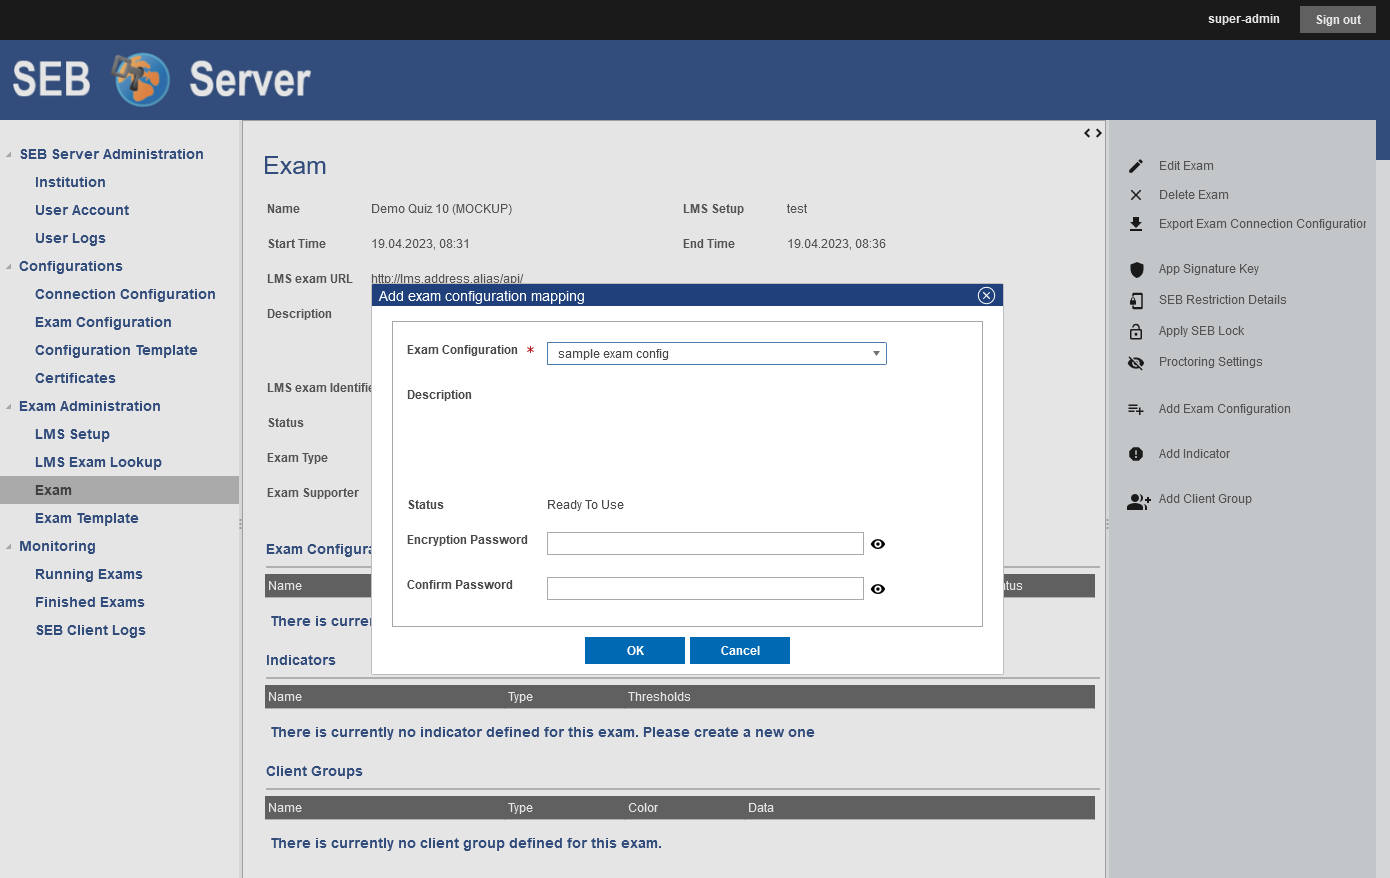 super-admin Sign out
SEB Server
SEB Server Administration
Institution
User Account
User Logs
Configurations
Connection Configuration
Exam Configuration
Configuration Template
Certificates
Exam Administration
LMS Setup
LMS Exam Lookup
Exam
Exam Template
Monitoring
Running Exams
Finished Exams
SEB Client Logs
Exam
Name Demo Quiz 10 (MOCKUP) LMS Setup test
Start Time 19.04.2023, 08:31 End Time 19.04.2023, 08:36
LMS exam URL http://lms.address.alias/api/
Description
LMS exam Identifie
Status
Exam Type
Exam Supporter
Exam Configura
Name tus
There is curre
Indicators
Name Type Thresholds
There is currently no indicator defined for this exam. Please create a new one
Client Groups
Name Type Color Data
There is currently no client group defined for this exam.
Add exam configuration mapping
Exam Configuration * sample exam config
Description
Status Ready To Use
Encryption Password
Confirm Password
OK Cancel
Edit Exam
Delete Exam
Export Exam Connection Configuration
App Signature Key
SEB Restriction Details
Apply SEB Lock
Proctoring Settings
Add Exam Configuration
Add Indicator
Add Client Group